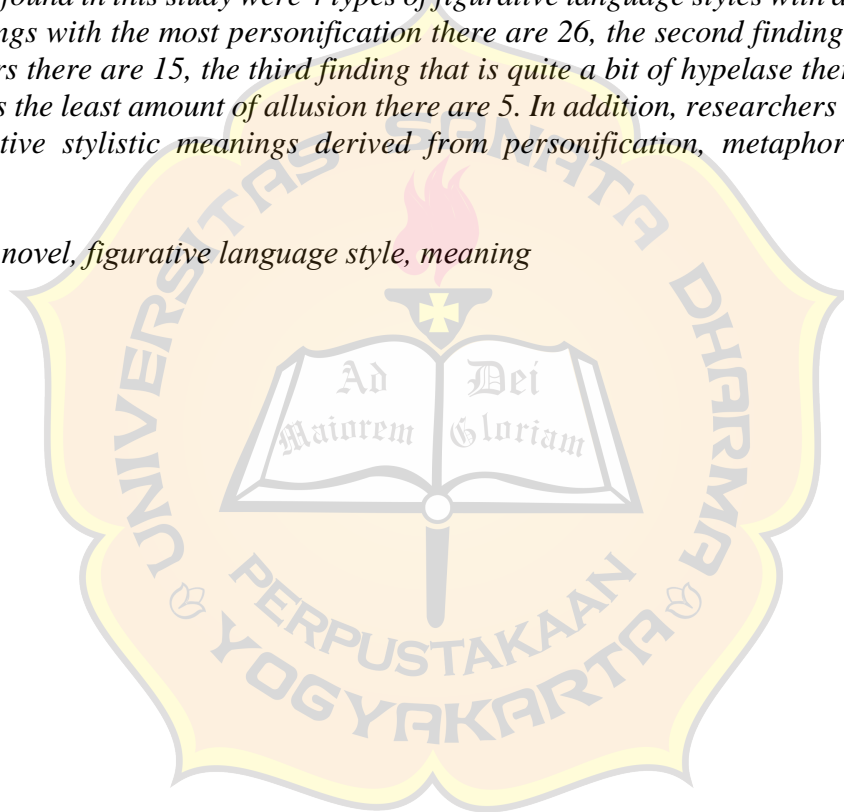 found in this study were 4 types of figurative language styles with a
ngs with the most personification there are 26, the second finding
rs there are 15, the third finding that is quite a bit of hypelase
s the least amount of allusion there are 5. In addition, researchers
tive stylistic meanings derived from personification, metaphor
novel, figurative language style, meaning
UNIVERSITAS SANATA DHARMA
Ad Dei
Maiorem Gloriam
PERPUSTAKAAN
YOGYAKARTA